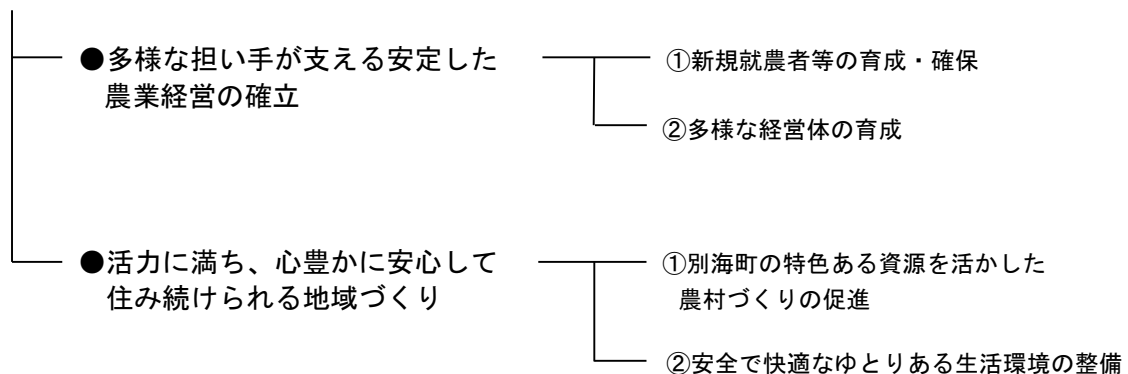 ●多様な担い手が支える安定した
農業経営の確立
①新規就農者等の育成・確保
②多様な経営体の育成
●活力に満ち、心豊かに安心して
住み続けられる地域づくり
①別海町の特色ある資源を活かした
農村づくりの促進
②安全で快適なゆとりある生活環境の整備